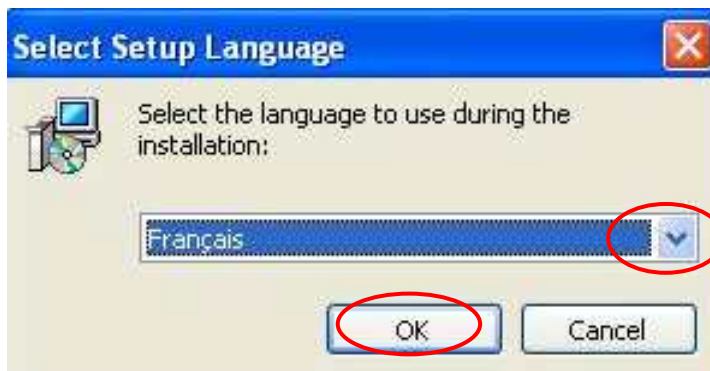 Select Setup Language
Select the language to use during the
installation:
Français
OK
Cancel